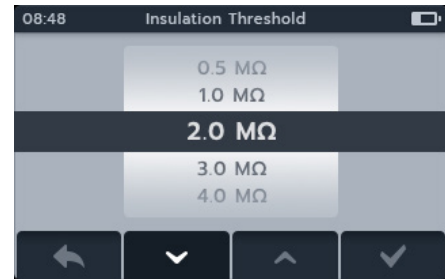 08:48 Insulation Threshold
0.5 MΩ
1.0 MΩ
2.0 MΩ
3.0 MΩ
4.0 MΩ